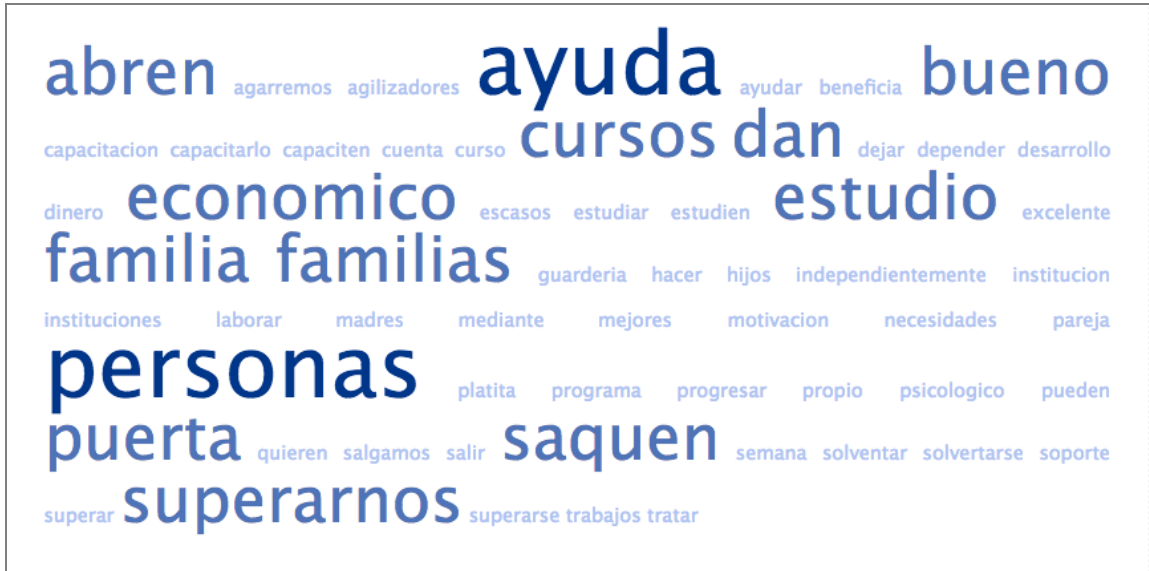 abren agarremos agilizadores ayuda ayudar beneficia bueno
capacitacion capacitarlo capaciten cuenta curso cursos dan dejar depender desarrollo
dinero economico escasos estudiar estudien estudio excelente
familia familias guarderia hacer hijos independientemente institucion
instituciones laborar madres mediante mejores motivacion necesidades pareja
personas platita programa progresar propio psicologico pueden
puerta quieren salgamos salir saquen semana solventar solvertarse soporte
superar superarnos superarse trabajos tratar